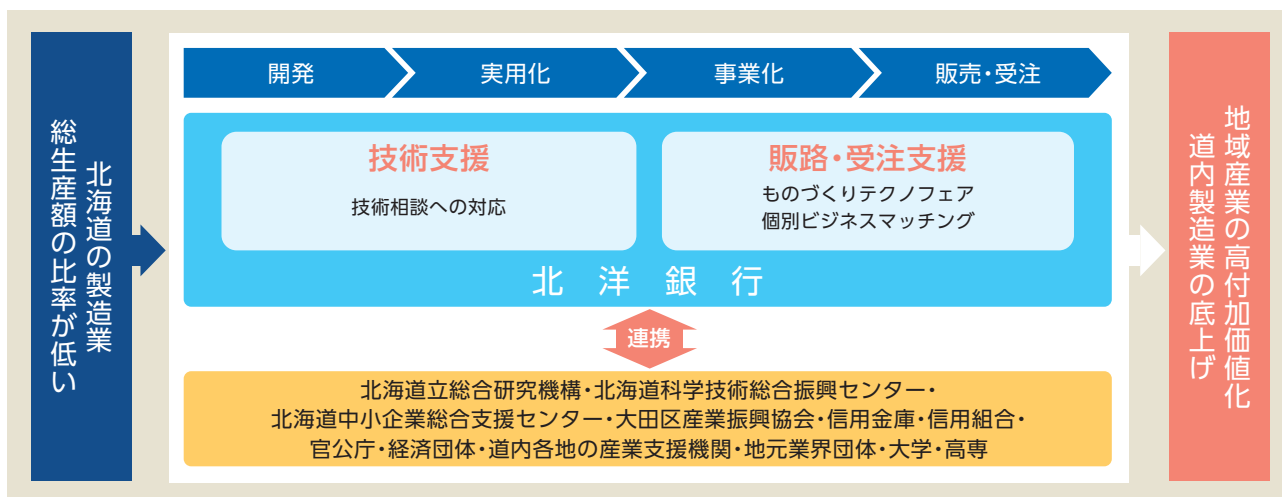 北海道の製造業
総生産額の比率が低い
開発
実用化
事業化
販売・受注
技術支援
技術相談への対応
販路・受注支援
ものづくりテクノフェア
個別ビジネスマッチング
北洋銀行
連携
北海道立総合研究機構・北海道科学技術総合振興センター・
北海道中小企業総合支援センター・大田区産業振興協会・信用金庫・信用組合・
官公庁・経済団体・道内各地の産業支援機関・地元業界団体・大学・高専
地域産業の高付加価値化
道内製造業の底上げ